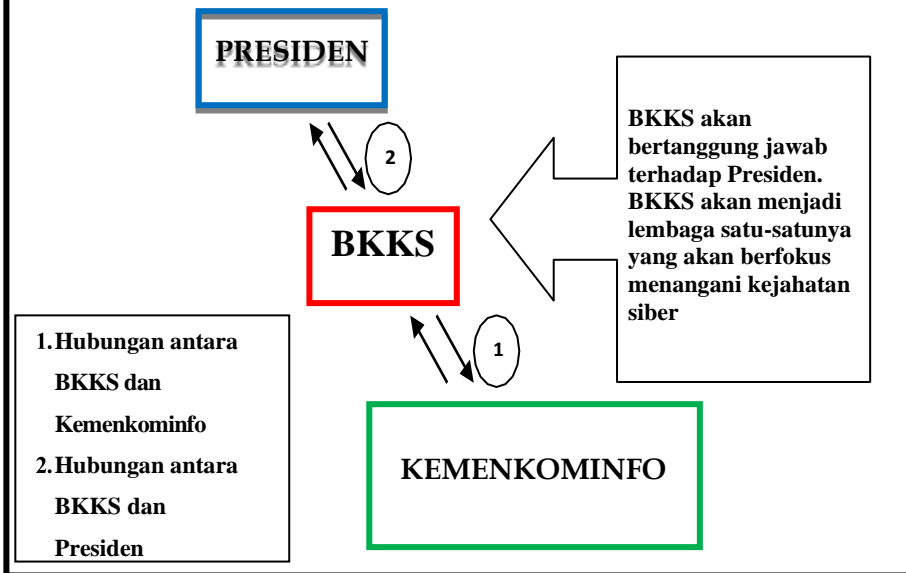 PRESIDEN
2
BKKS akan
bertanggung jawab
terhadap Presiden.
BKKS akan menjadi
lembaga satu-satunya
yang akan berfokus
menangani kejahatan
siber
BKKS
1
1.Hubungan antara
BKKS dan
Kemenkominfo
2.Hubungan antara
BKKS dan
Presiden
KEMENKOMINFO